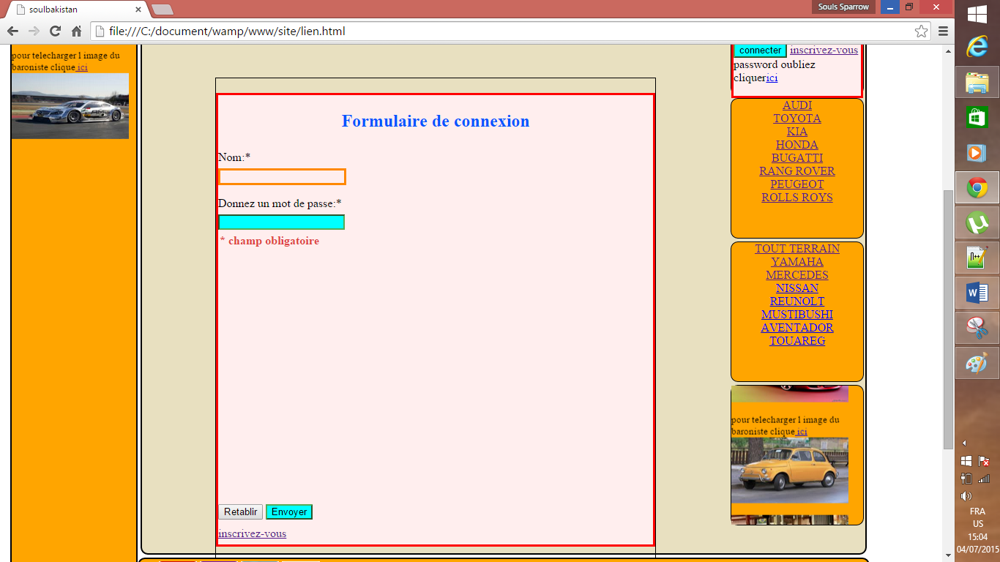 soulbakistan
Souls Sparrow
file:///C:/document/wamp/www/site/lien.html
pour telecharger l image du
baroniste clique ici
Formulaire de connexion
Nom:*
Donnez un mot de passe:*
* champ obligatoire
Retablir
Envoyer
inscrivez-vous
connecter inscrivez-vous
password oubliez
cliquerici
AUDI
TOYOTA
KIA
HONDA
BUGATTI
RANG ROVER
PEUGEOT
ROLLS ROYS
TOUT TERRAIN
YAMAHA
MERCEDES
NISSAN
REUNOLT
MUSTIBUSHI
AVENTADOR
TOUAREG
pour telecharger l image du
baroniste clique ici
FRA
US
15:04
04/07/2015